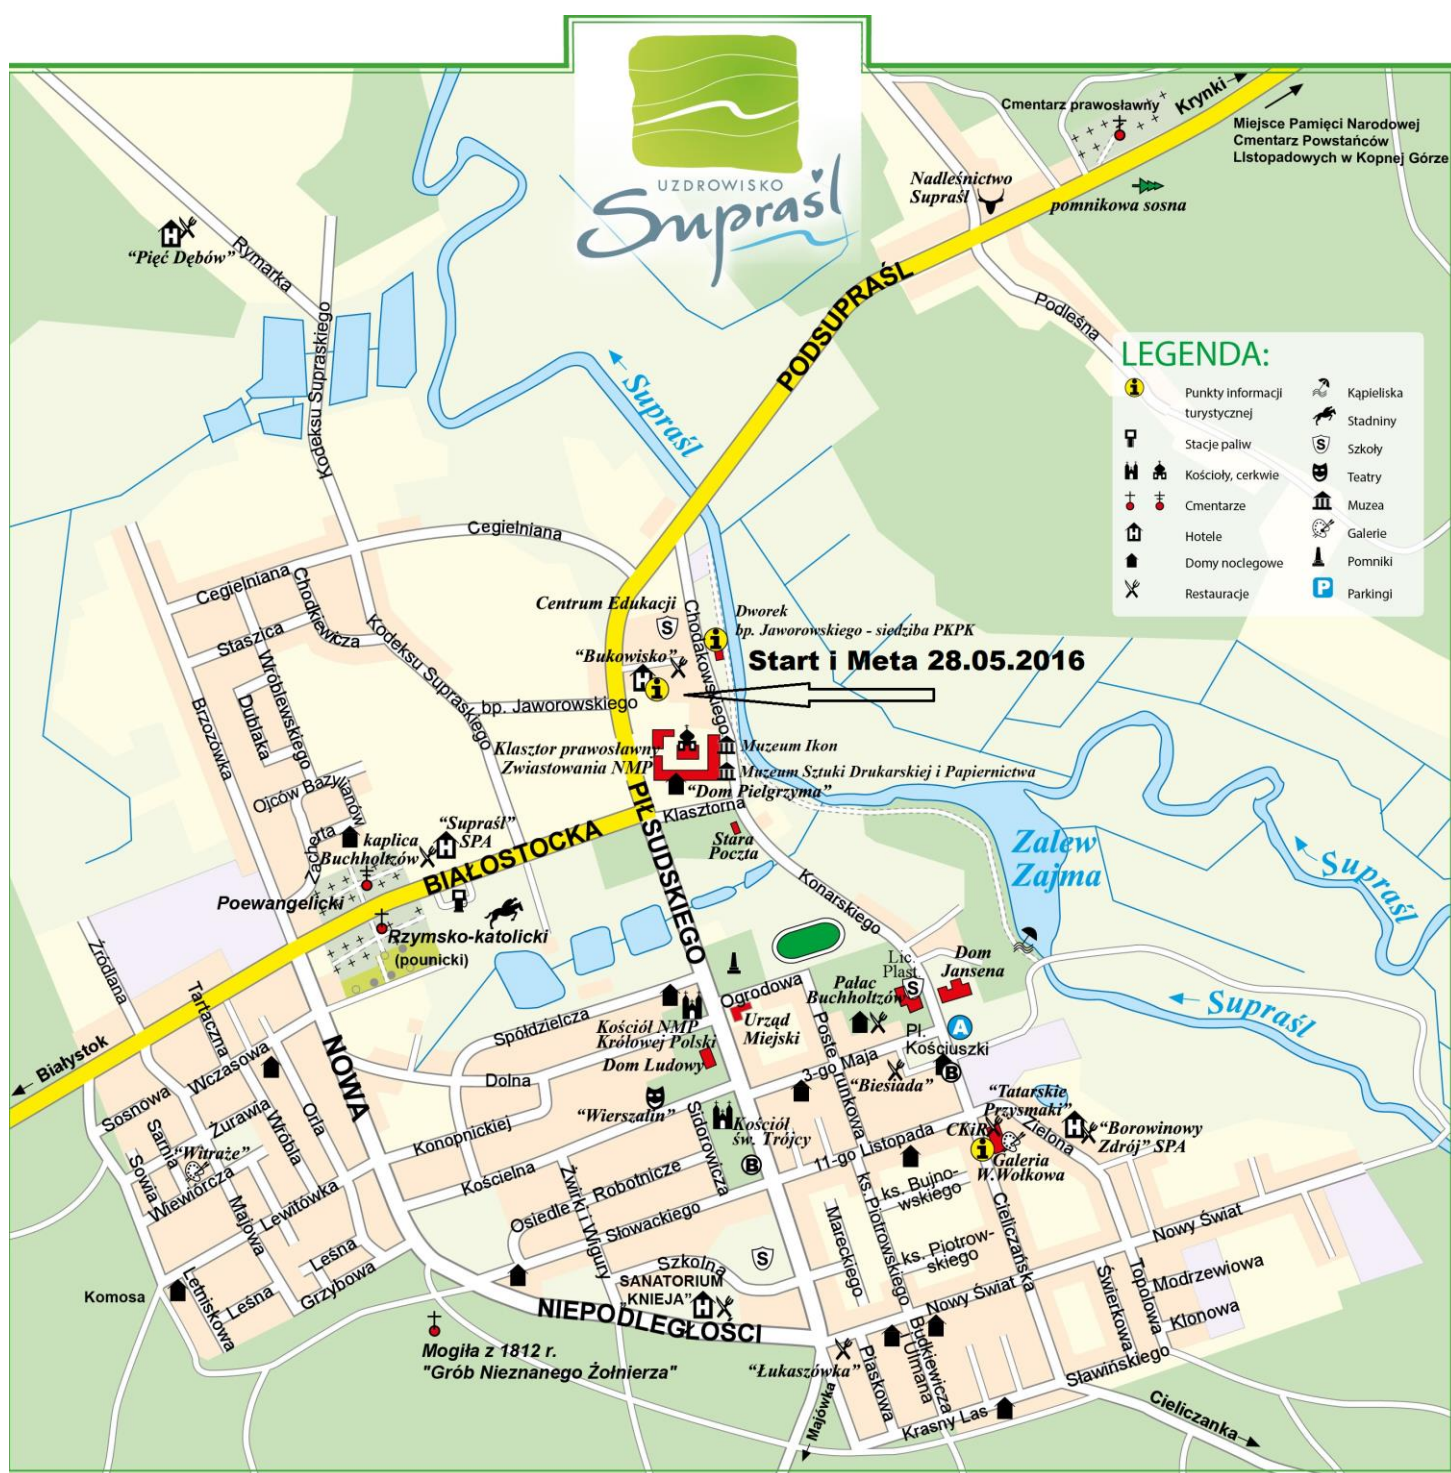 UZDROWISKO
Supraśl
Cmentarz prawosławny
Krynki
Miejsce Pamięci Narodowej
Cmentarz Powstańców
LIstopadowych w Kopnej Górze
Nadleśnictwo
Supraśl
pomnikowa sosna
"Pięć Dębów"
Rymarka
Kodeksu Supraskiego
PODSUPRAŚL
Podleśna
Supraśl
LEGENDA:
Punkty informacji
turystycznej
Stacje paliw
Kościoły, cerkwie
Cmentarze
Hotele
Domy noclegowe
Restauracje
Kąpieliska
Stadniny
Szkoły
Teatry
Muzea
Galerie
Pomniki
P
Parkingi
Cegielniana
Cegielniana
Chodkiewicza
Staszica
Wróblewskiego
Dublaka
Brzozówka
Kodeksu Supraskiego
Centrum Edukacji
Chodakowskiego
Dworek
bp. Jaworowskiego - siedziba PKPK
"Bukowisko"
Start i Meta 28.05.2016
bp. Jaworowskiego
Klasztor prawosławny
Zwiastowania NMP
Muzeum Ikon
Muzeum Sztuki Drukarskiej i Papiernictwa
"Dom Pielgrzyma"
Klasztorna
Stara
Poczta
Ojców Bazylianów
Zacherta
kaplica
Buchholtzów
"Supraśl"
SPA
BIAŁOSTOCKA
PIŁSUDSKIEGO
Poewangelicki
Rzymsko-katolicki
(pounicki)
Konarskiego
Zalew
Zajma
Supraśl
Supraśl
Źródlana
Tartaczna
Białystok
Lic.
Plast.
Dom
Jansena
Pałac
Buchholtzów
A
Pl.
Kościuszki
Ogrodowa
Urząd
Miejski
Spółdzielcza
Kościół NMP
Królowej Polski
Dom Ludowy
Dolna
NOWA
Posterunkowa
3-go Maja
"Biesiada"
B
"Tatarskie
Przysmaki"
Zielona
"Borowinowy
Zdrój" SPA
CKiR
Galeria
W.Wołkowa
"Wierszalin"
Sidorowicza
Kościół
św. Trójcy
B
11-go Listopada
Konopnickiej
Kościelna
Sosnowa
Wczasowa
Sarnia
Żurawia
Wróbla
Orla
"Witraże"
Sowia
Wiewiórcza
Majowa
Lewitówka
Leśna
Leśna
Grzybowa
Letniskowa
Komosa
Osiedle Robotnicze
Żwirki i Wigury
Słowackiego
Szkolna
SANATORIUM
"KNIEJA"
NIEPODLEGŁOŚCI
Mareckiego
ks. Piotrowskiego
ks. Bujno-
wskiego
ks. Piotrow-
skiego
Cieliczańska
Nowy Świat
Nowy Świat
Świerkowa
Topolowa
Modrzewiowa
Klonowa
Sławińskiego
Mogiła z 1812 r.
"Grób Nieznanego Żołnierza"
"Łukaszówka"
Majówka
Piaskowa
Ulmana
Budkiewicza
Krasny Las
Cieliczanka